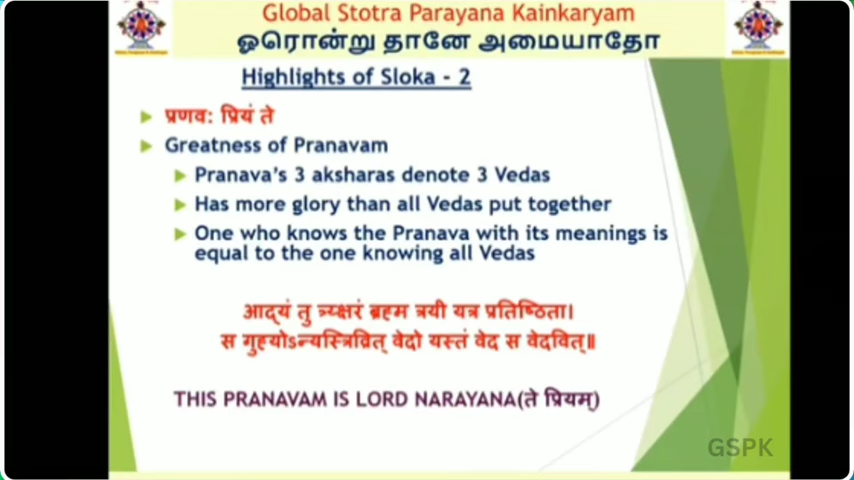 Global Stotra Parayana Kainkaryam
ஓரொன்று தானே அமையாதோ
Highlights of Sloka - 2
प्रणव: प्रियं ते
Greatness of Pranavam
Pranava's 3 aksharas denote 3 Vedas
Has more glory than all Vedas put together
One who knows the Pranava with its meanings is
equal to the one knowing all Vedas
आद्यं तु त्र्यक्षरं ब्रह्म त्रयी यत्र प्रतिष्ठिता।
स गुह्योऽन्यस्त्रिव्रित् वेदो यस्तं वेद स वेदवित्॥
THIS PRANAVAM IS LORD NARAYANA(ते प्रियम्)
GSPK